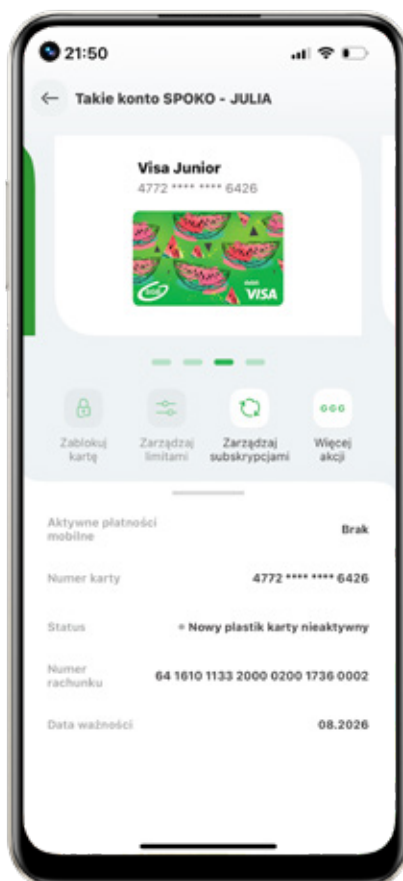 21:50
Takie konto SPOKO - JULIA
Visa Junior
4772 **** **** 6426
VISA
Zablokuj
kartę
Zarządzaj
limitami
Zarządzaj
subskrypcjami
Więcej
akcji
Aktywne płatności
mobilne
Brak
Numer karty
4772 **** **** 6426
Status
Nowy plastik karty nieaktywny
Numer
rachunku
64 1610 1133 2000 0200 1736 0002
Data ważności
08.2026